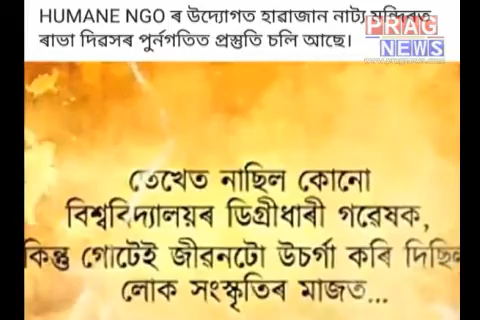 HUMANE NGO ৰ উদ্যোগত হাৱাজান নাট্য মন্দিৰত
ৰাভা দিৱসৰ পুৰ্নগতিত প্ৰস্তুতি চলি আছে।
PRAG
NEWS
তেখেত নাছিল কোনো
বিশ্ববিদ্যালয়ৰ ডিগ্ৰীধাৰী গৱেষক,
কিন্তু গোটেই জীৱনটো উচৰ্গা কৰি দিছিল
লোক সংস্কৃতিৰ মাজত...